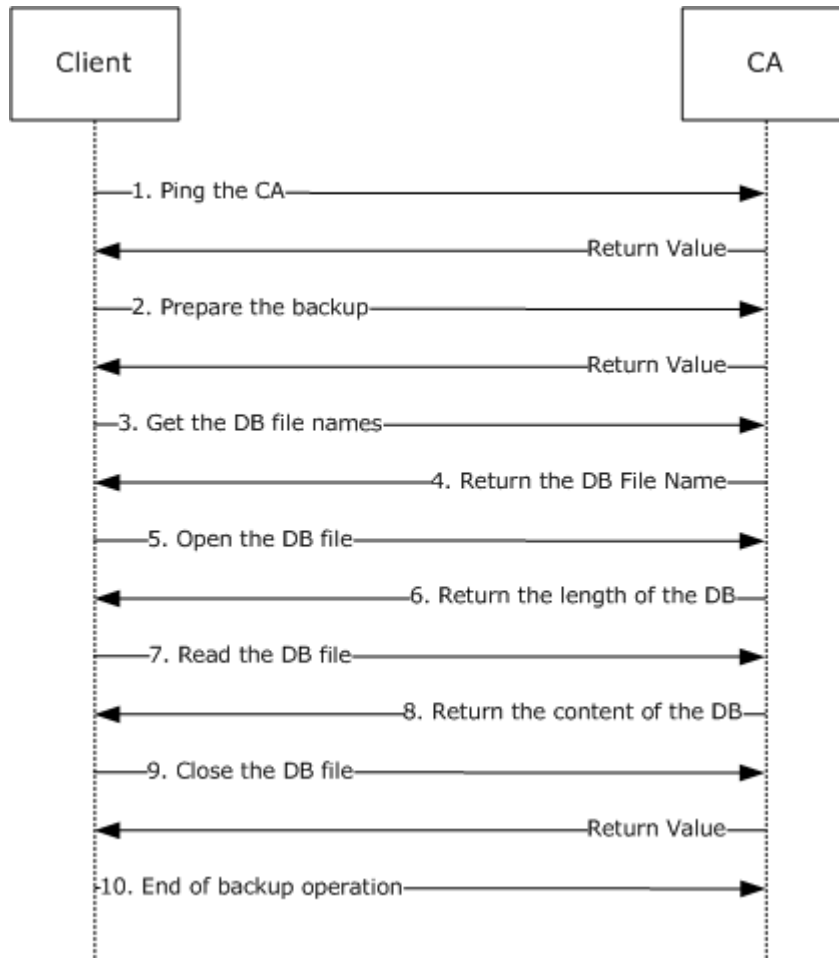 Client
CA
1. Ping the CA
Return Value
2. Prepare the backup
Return Value
3. Get the DB file names
4. Return the DB File Name
5. Open the DB file
6. Return the length of the DB
7. Read the DB file
8. Return the content of the DB
9. Close the DB file
Return Value
10. End of backup operation